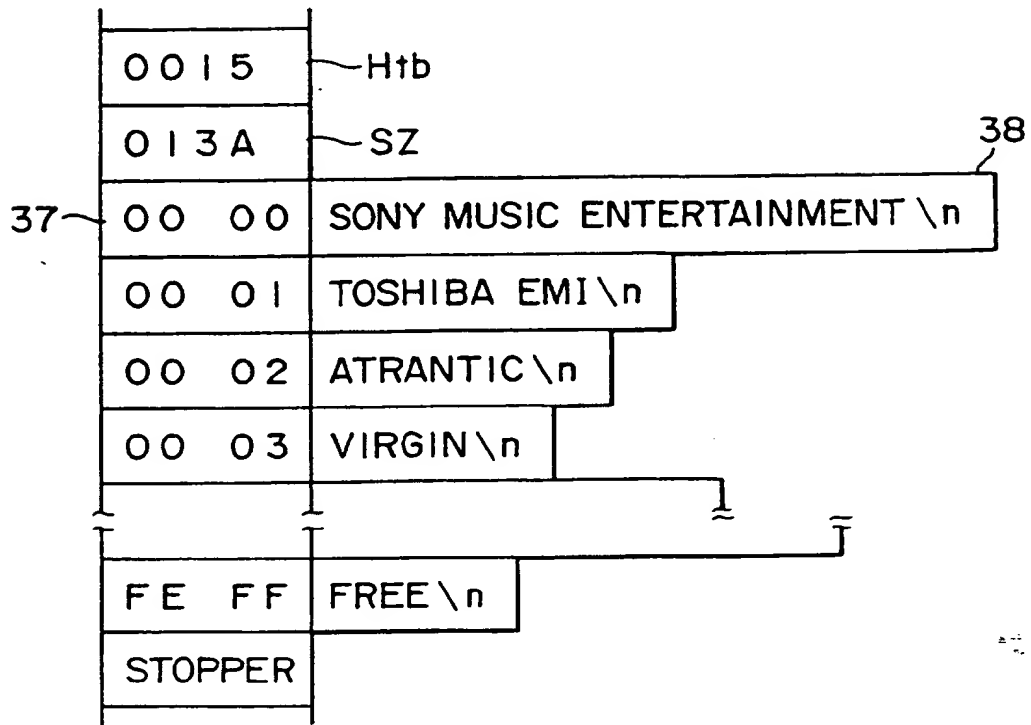 0015 Htb
013A SZ
38
37 00 00 SONY MUSIC ENTERTAINMENT \n
00 01 TOSHIBA EMI \n
00 02 ATRANTIC \n
00 03 VIRGIN \n
FE FF FREE \n
STOPPER